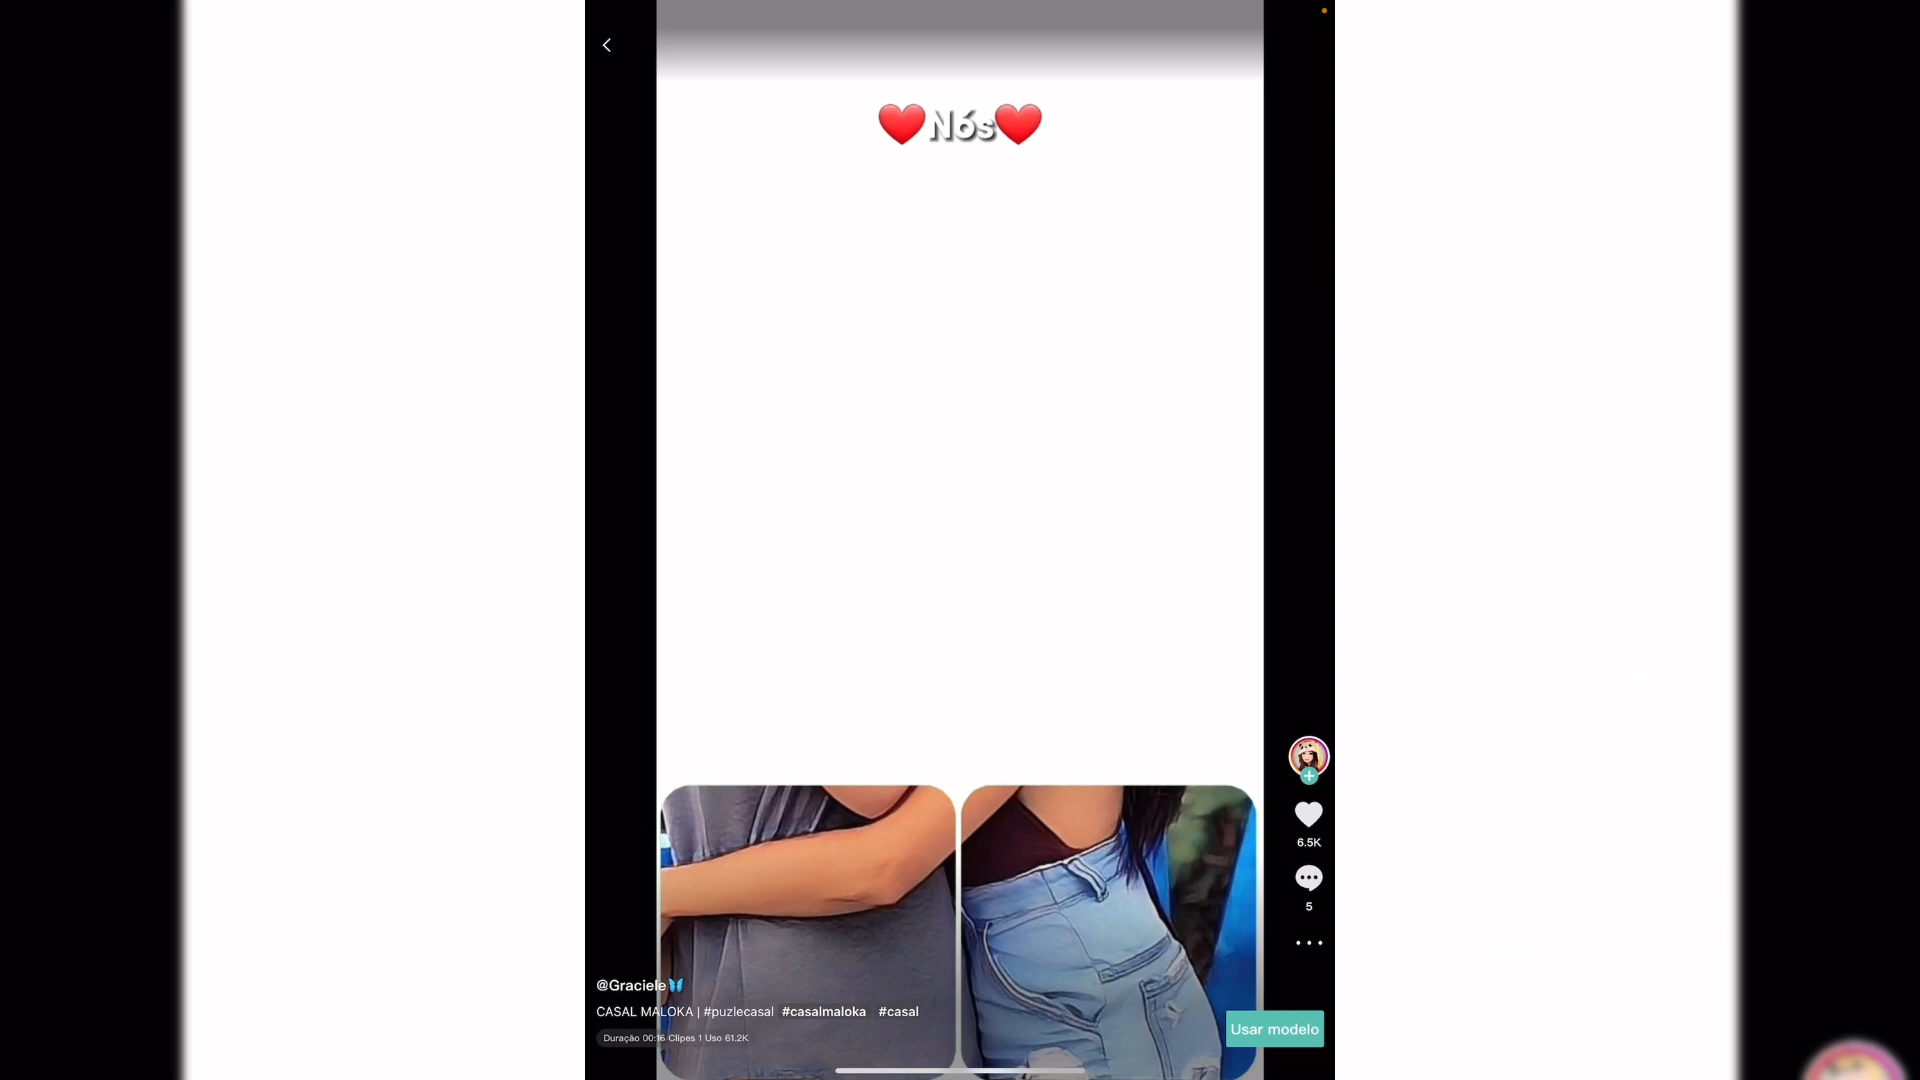 ❤️Nós❤️
6.5K
5
@Graciele🦋
CASAL MALOKA | #puzlecasal #casalmaloka #casal
Duração 00:16 Clipes 1 Uso 61.2K
Usar modelo